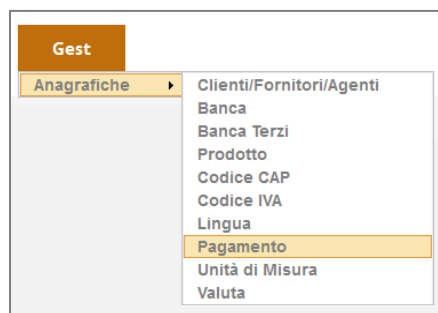 Gest
Anagrafiche
Clienti/Fornitori/Agenti
Banca
Banca Terzi
Prodotto
Codice CAP
Codice IVA
Lingua
Pagamento
Unità di Misura
Valuta